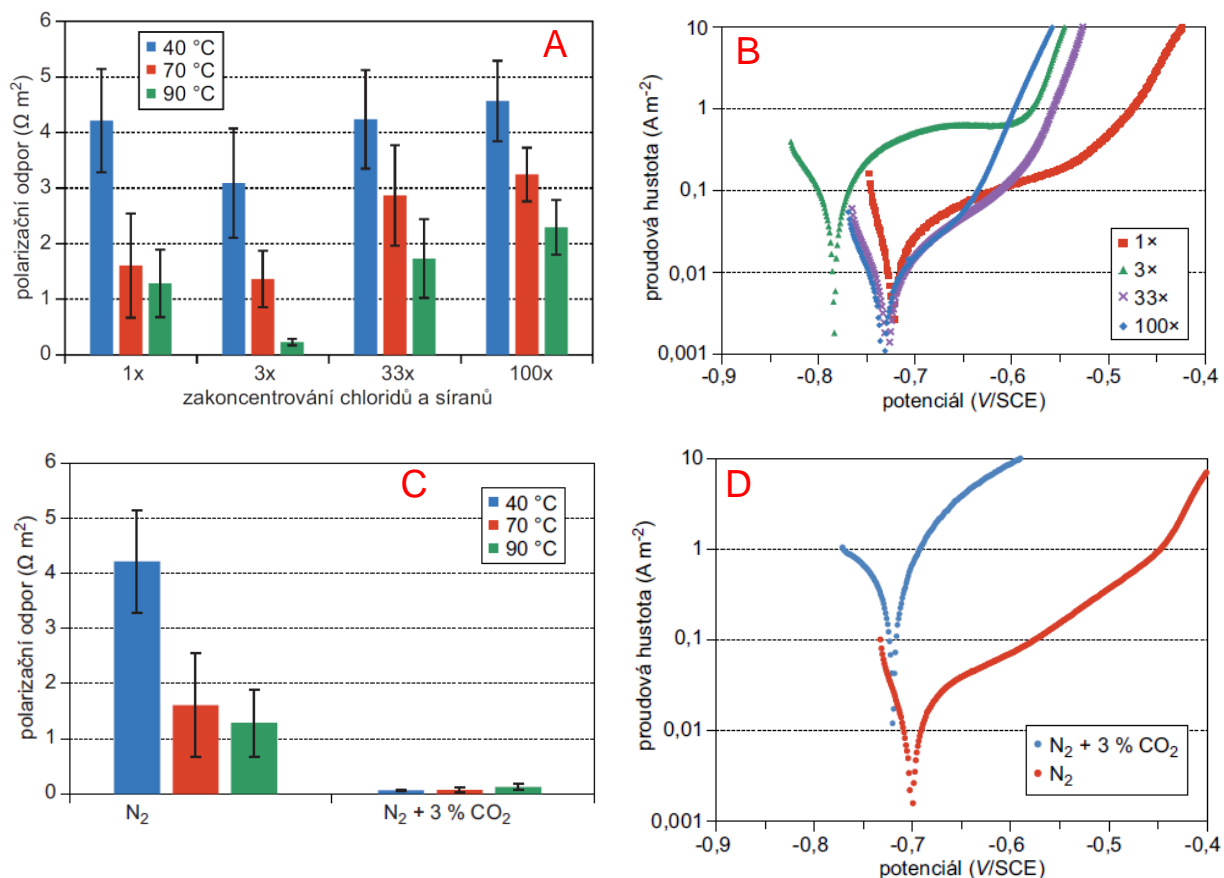 A
40 °C
70 °C
90 °C
polarizační odpor (Ω m²)
6
5
4
3
2
1
0
1x 3x 33x 100x
zakoncentrování chloridů a síranů
B
proudová hustota (A m⁻²)
10
1
0,1
0,01
0,001
1×
3×
33×
100×
-0,9 -0,8 -0,7 -0,6 -0,5 -0,4
potenciál (V/SCE)
C
40 °C
70 °C
90 °C
polarizační odpor (Ω m²)
6
5
4
3
2
1
0
N₂ N₂ + 3 % CO₂
D
proudová hustota (A m⁻²)
10
1
0,1
0,01
0,001
N₂ + 3 % CO₂
N₂
-0,9 -0,8 -0,7 -0,6 -0,5 -0,4
potenciál (V/SCE)